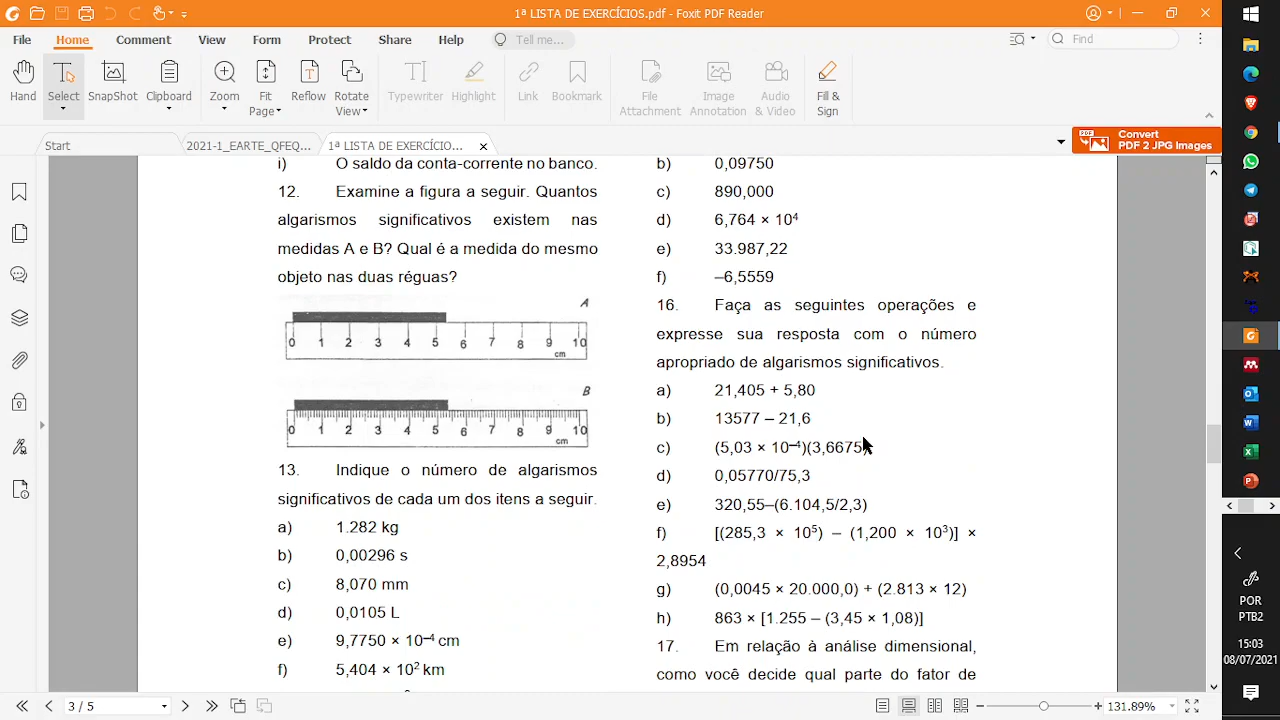 1ª LISTA DE EXERCÍCIOS.pdf - Foxit PDF Reader
File Home Comment View Form Protect Share Help Tell me... Find
Hand Select SnapShot Clipboard Zoom Fit Page Reflow Rotate View Typewriter Highlight Link Bookmark File Attachment Image Annotation Audio & Video Fill & Sign
Start 2021-1_EARTE_QFEQ... 1ª LISTA DE EXERCÍCIO... Convert PDF 2 JPG Images
i) O saldo da conta-corrente no banco.
12. Examine a figura a seguir. Quantos
algarismos significativos existem nas
medidas A e B? Qual é a medida do mesmo
objeto nas duas réguas?
A
0 1 2 3 4 5 6 7 8 9 10
cm
B
0 1 2 3 4 5 6 7 8 9 10
cm
13. Indique o número de algarismos
significativos de cada um dos itens a seguir.
a) 1.282 kg
b) 0,00296 s
c) 8,070 mm
d) 0,0105 L
e) 9,7750 × 10⁻⁴ cm
f) 5,404 × 10² km
b) 0,09750
c) 890,000
d) 6,764 × 10⁴
e) 33.987,22
f) –6,5559
16. Faça as seguintes operações e
expresse sua resposta com o número
apropriado de algarismos significativos.
a) 21,405 + 5,80
b) 13577 – 21,6
c) (5,03 × 10⁻⁴)(3,6675)
d) 0,05770/75,3
e) 320,55–(6.104,5/2,3)
f) [(285,3 × 10⁵) – (1,200 × 10³)] ×
2,8954
g) (0,0045 × 20.000,0) + (2.813 × 12)
h) 863 × [1.255 – (3,45 × 1,08)]
17. Em relação à análise dimensional,
como você decide qual parte do fator de
3 / 5
131.89%
POR
PTB2
15:03
08/07/2021